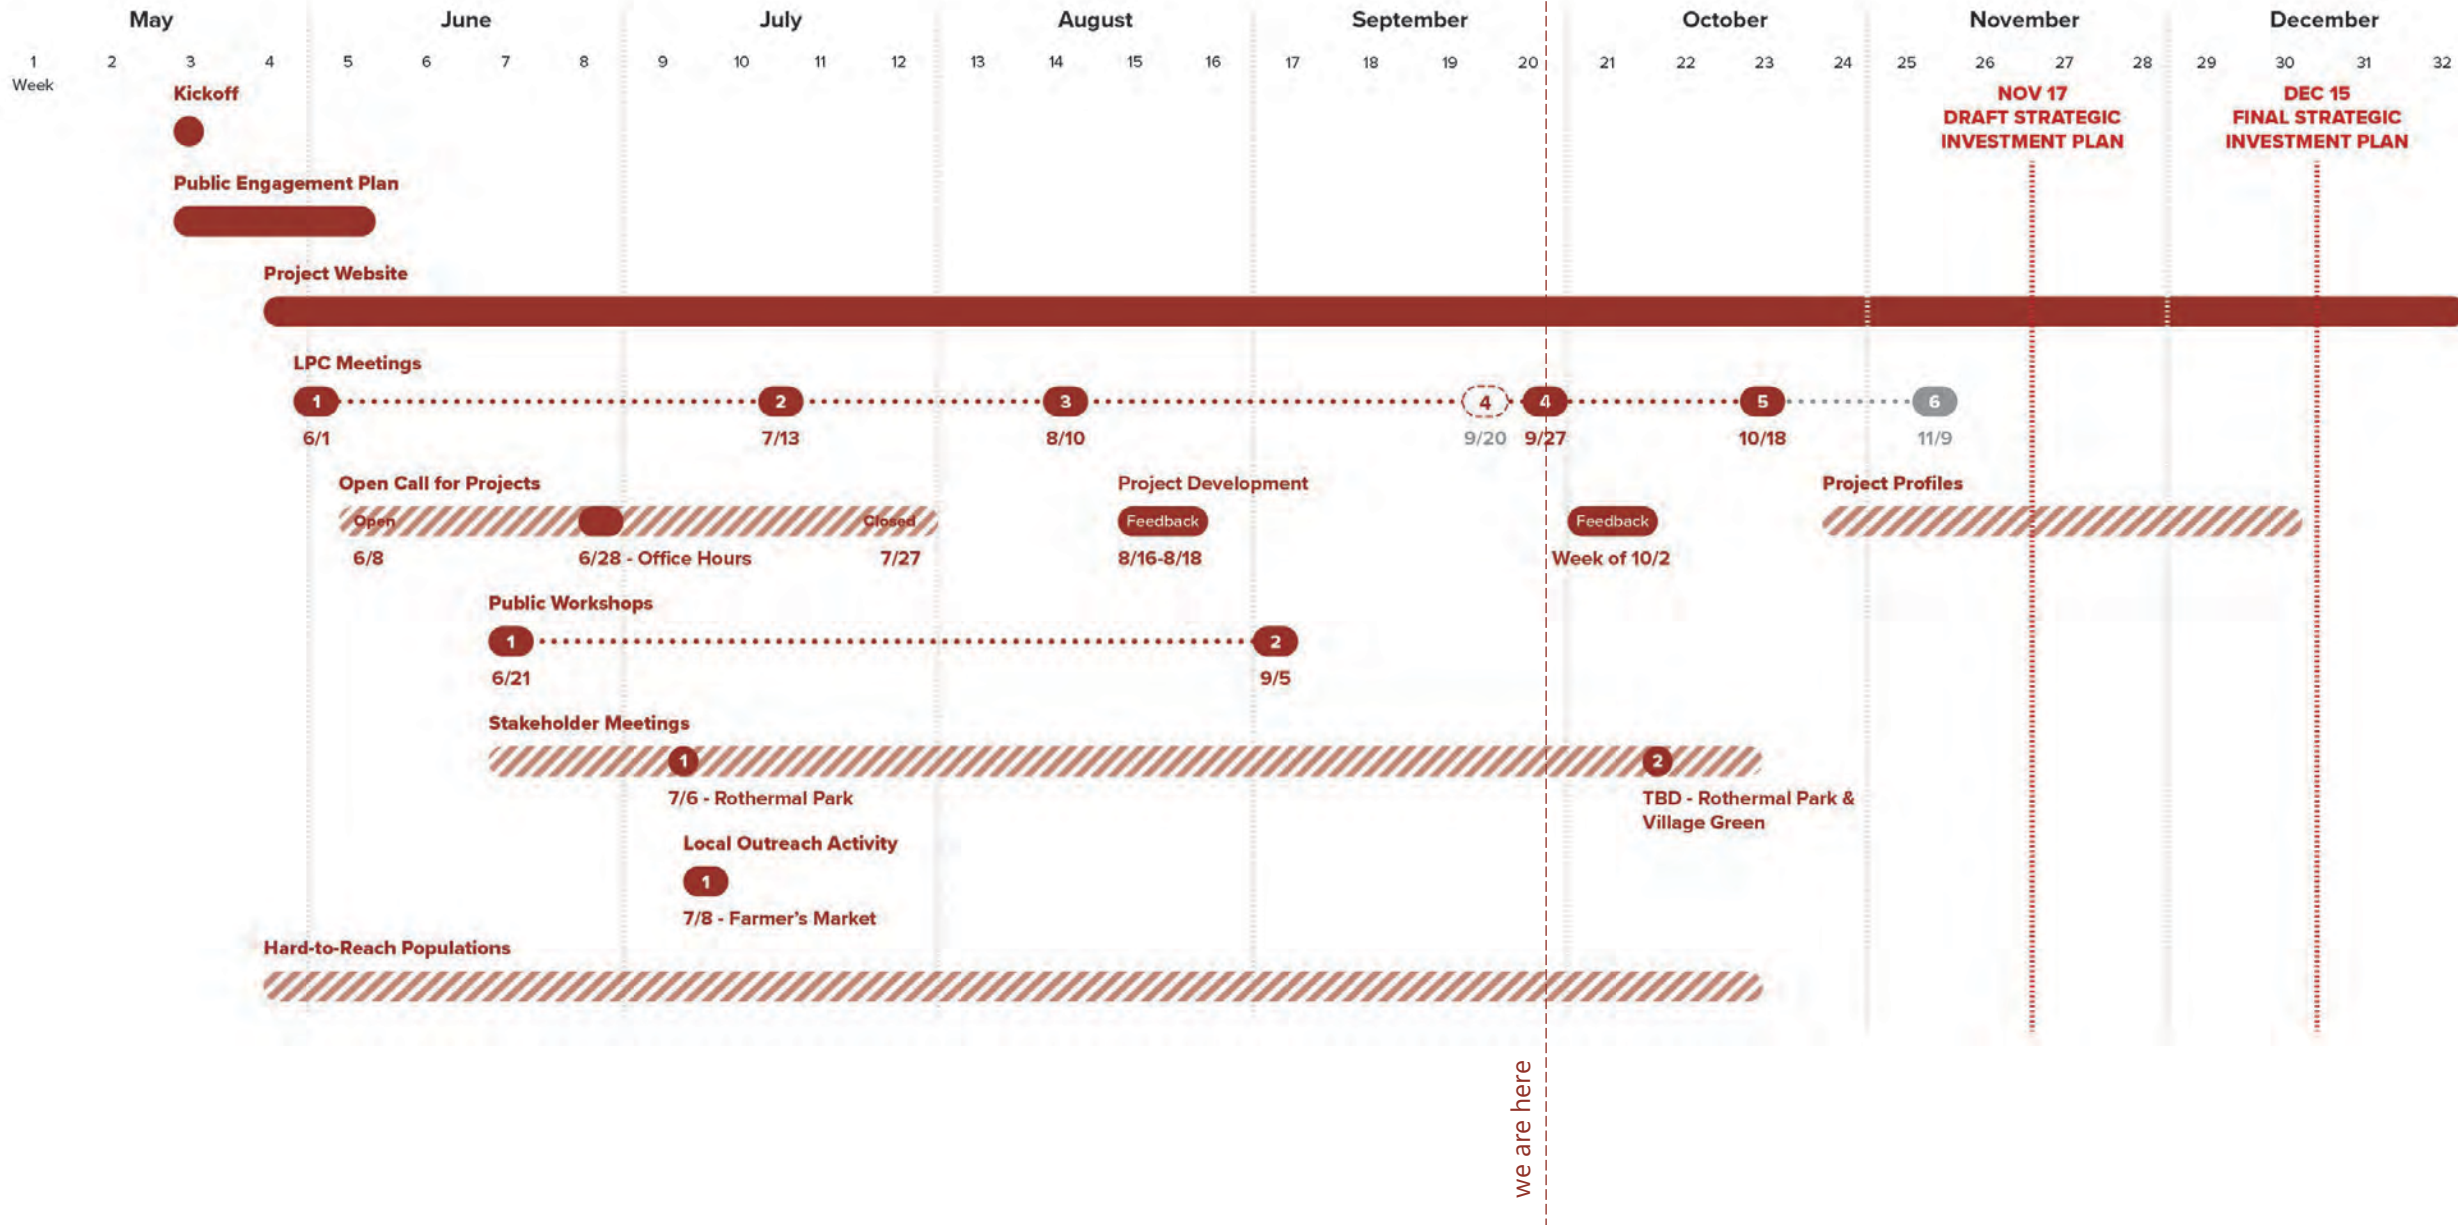 May June July August September October November December
1 2 3 4 5 6 7 8 9 10 11 12 13 14 15 16 17 18 19 20 21 22 23 24 25 26 27 28 29 30 31 32
Week
Kickoff
NOV 17
DRAFT STRATEGIC
INVESTMENT PLAN
DEC 15
FINAL STRATEGIC
INVESTMENT PLAN
Public Engagement Plan
Project Website
LPC Meetings
1 2 3 4 4 5 6
6/1 7/13 8/10 9/20 9/27 10/18 11/9
Open Call for Projects Project Development Project Profiles
Open Closed Feedback Feedback
6/8 6/28 - Office Hours 7/27 8/16-8/18 Week of 10/2
Public Workshops
1 2
6/21 9/5
Stakeholder Meetings
1 2
7/6 - Rothermal Park TBD - Rothermal Park &
Village Green
Local Outreach Activity
1
7/8 - Farmer's Market
Hard-to-Reach Populations
we are here